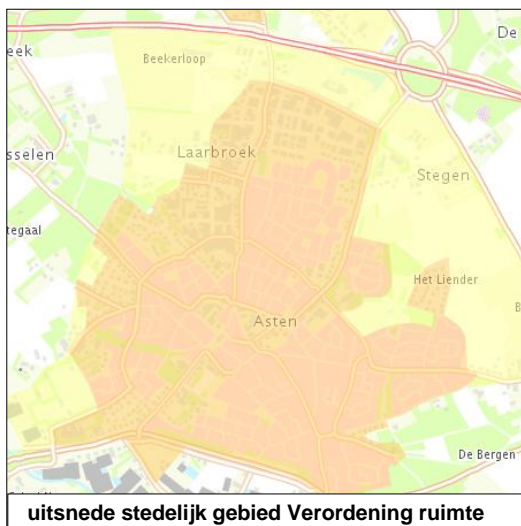 De
eek
Beekerloop
Laarbroek
sselen
Stegen
tegaal
Het Liender
B
Asten
De Bergen
uitsnede stedelijk gebied Verordening ruimte